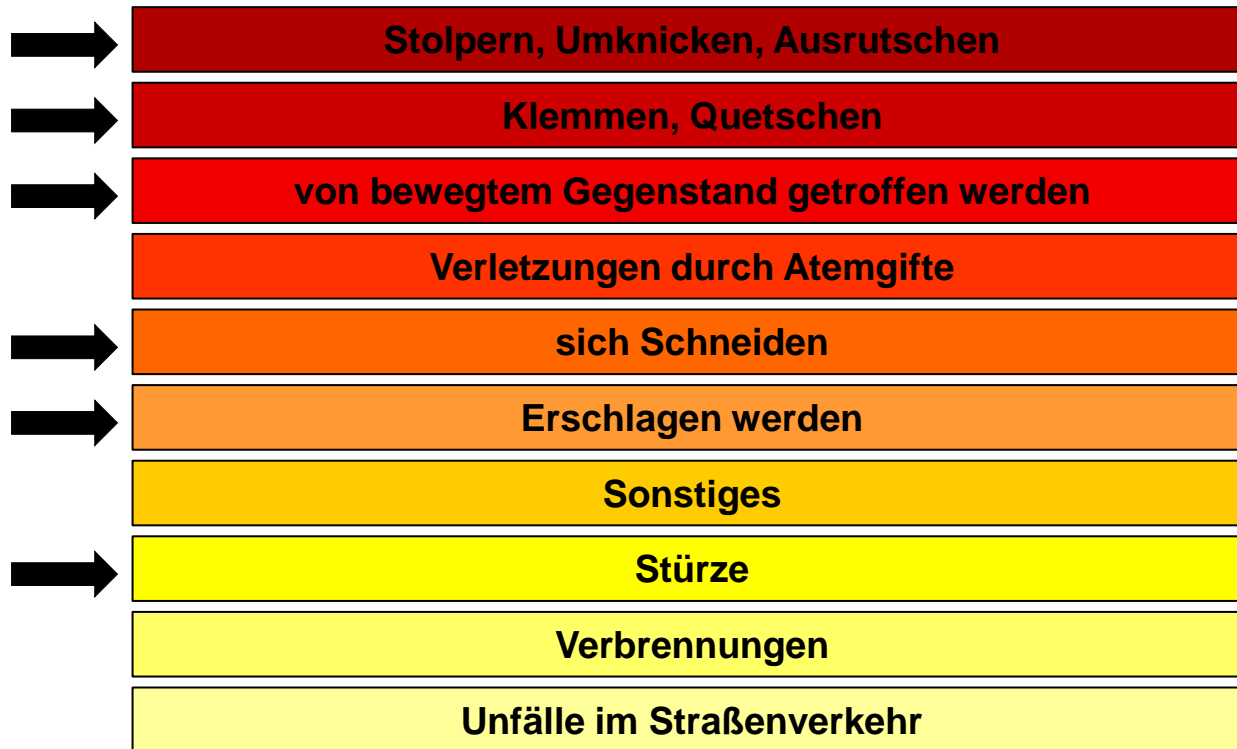 Stolpern, Umknicken, Ausrutschen
Klemmen, Quetschen
von bewegtem Gegenstand getroffen werden
Verletzungen durch Atemgifte
sich Schneiden
Erschlagen werden
Sonstiges
Stürze
Verbrennungen
Unfälle im Straßenverkehr